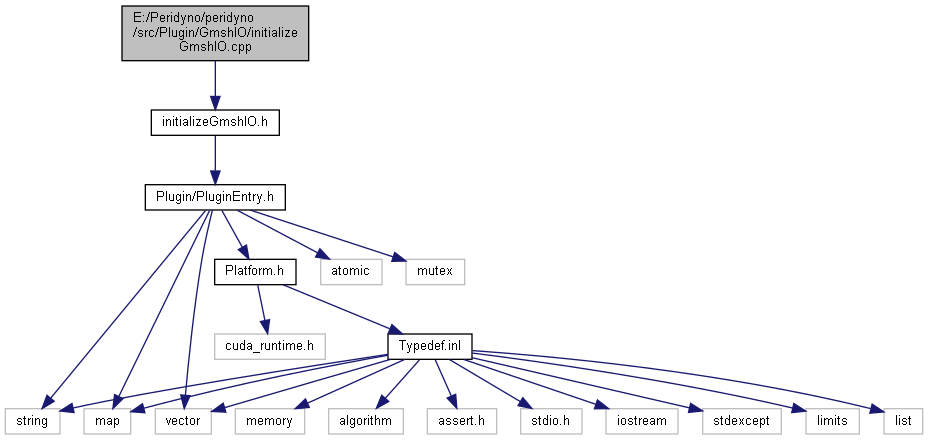 E:/Peridyno/peridyno
/src/Plugin/GmshIO/initialize
GmshIO.cpp
initializeGmshIO.h
Plugin/PluginEntry.h
Platform.h
atomic
mutex
cuda_runtime.h
Typedef.inl
string
map
vector
memory
algorithm
assert.h
stdio.h
iostream
stdexcept
limits
list